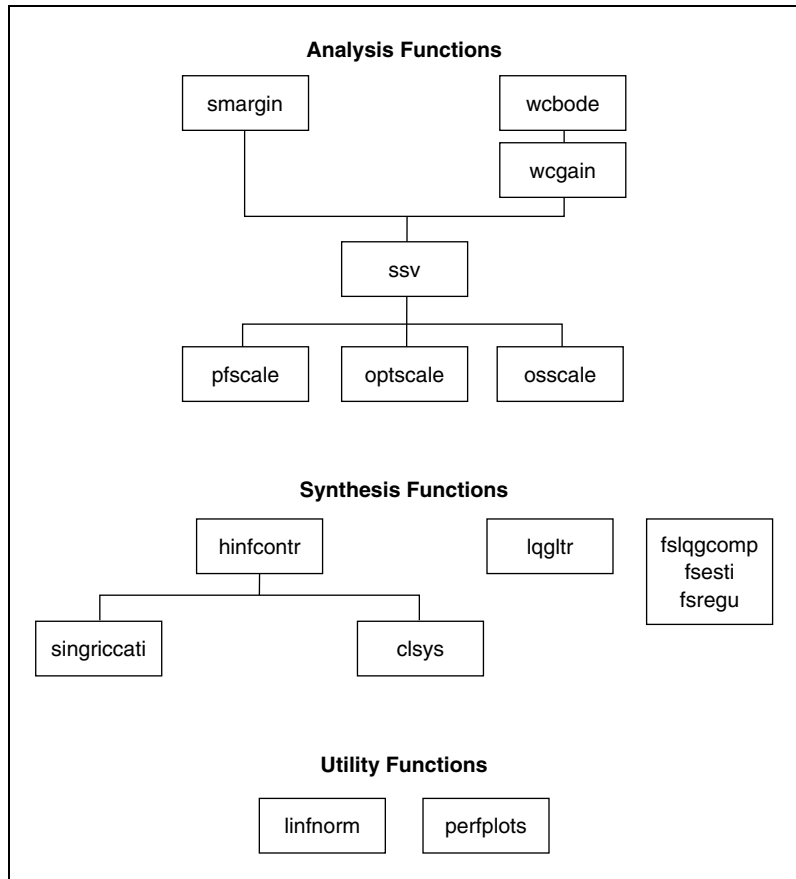 Analysis Functions
smargin
wcbode
wcgain
ssv
pfscale
optscale
osscale
Synthesis Functions
hinfcontr
lqgltr
fslqgcomp
fsesti
fsregu
singriccati
clsys
Utility Functions
linfnorm
perfplots